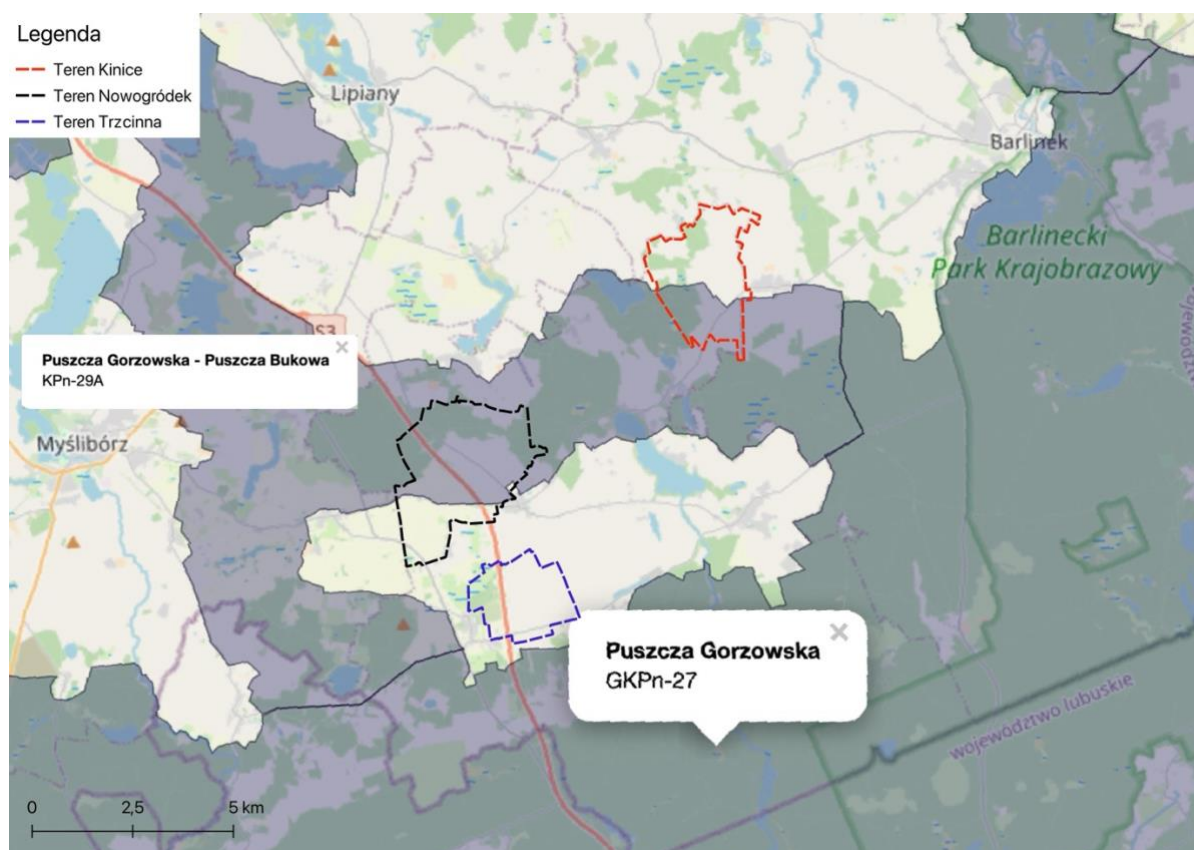 Legenda
Teren Kinice
Teren Nowogródek
Teren Trzcinna
Lipiany
Barlinek
Barlinecki
Park Krajobrazowy
S3
Puszcza Gorzowska - Puszcza Bukowa
KPn-29A
Myślibórz
Puszcza Gorzowska
GKPn-27
województwo lubuskie
0 2,5 5 km